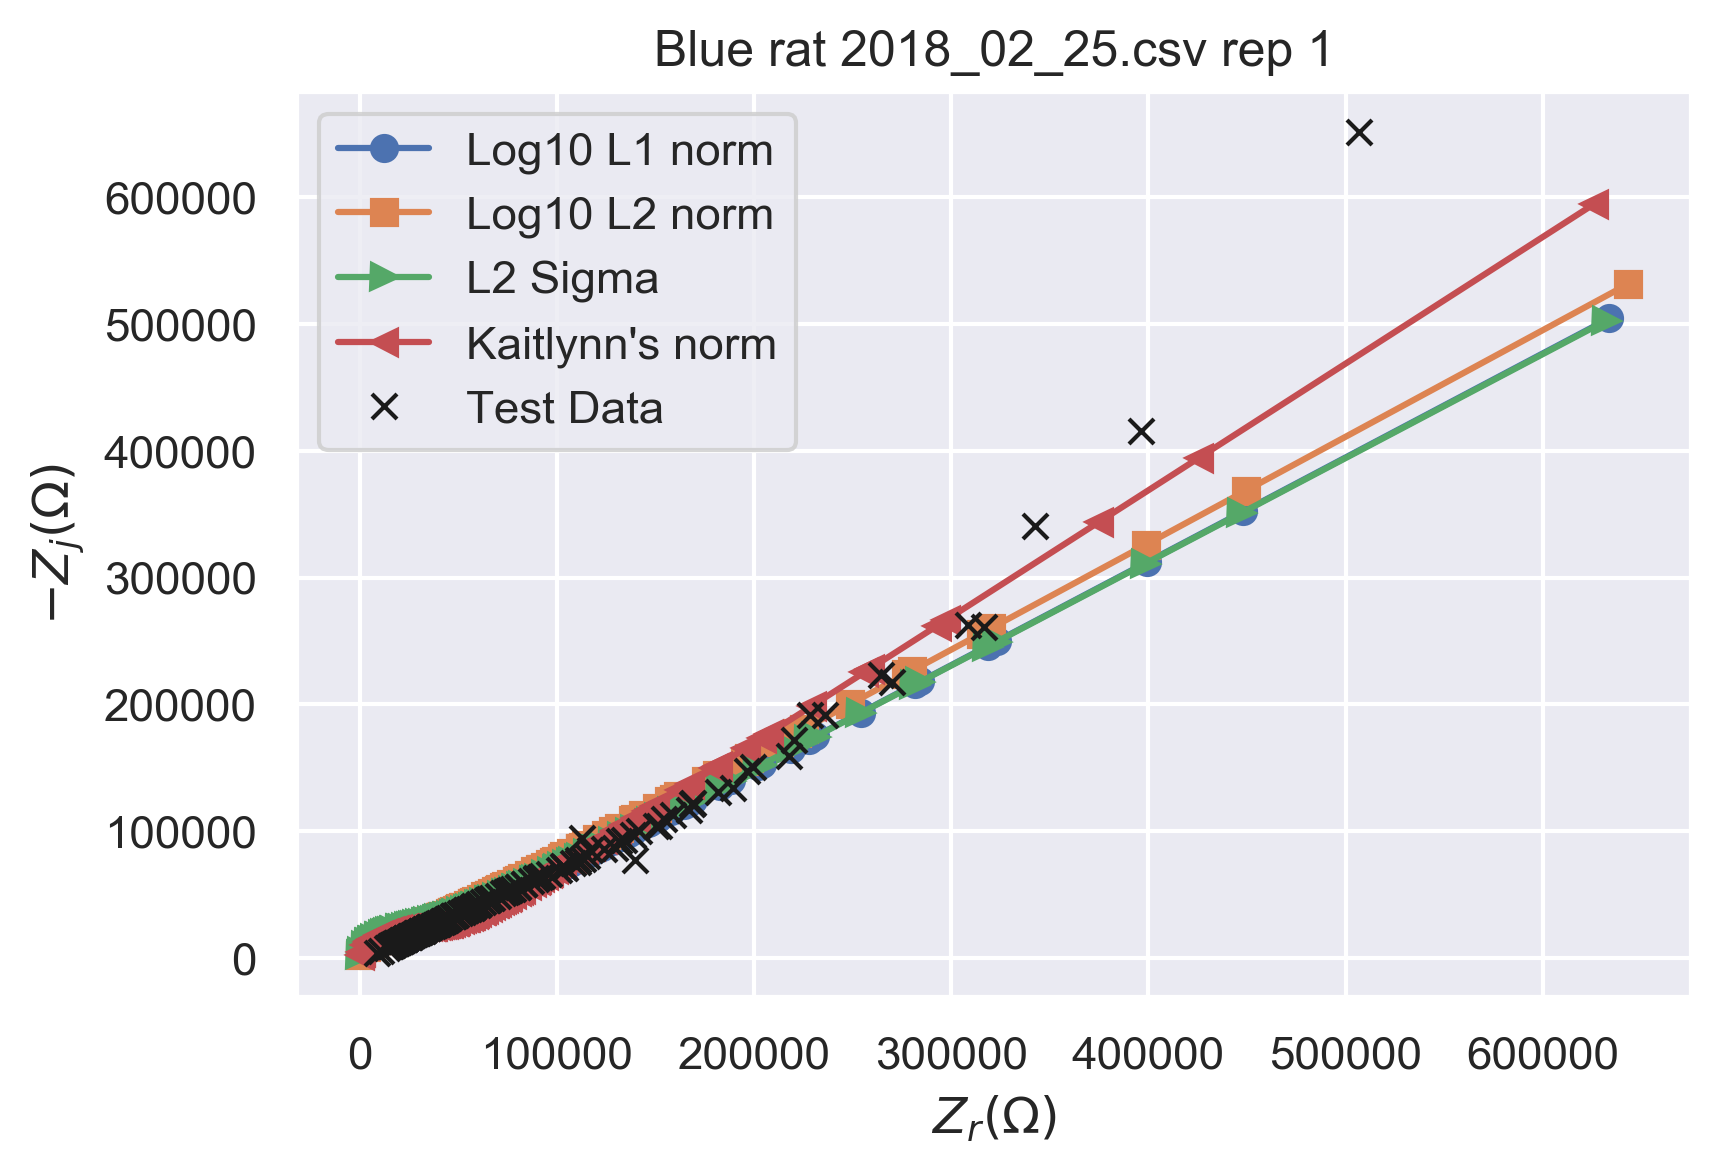 Blue rat 2018_02_25.csv rep 1
Log10 L1 norm
Log10 L2 norm
L2 Sigma
Kaitlynn's norm
Test Data
600000
500000
400000
300000
200000
100000
0
−Z_j(Ω)
0 100000 200000 300000 400000 500000 600000
Z_r(Ω)